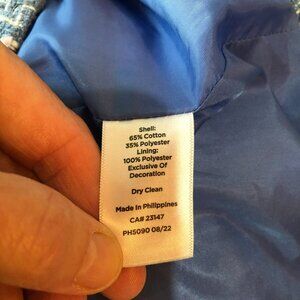 Shell:
65% Cotton
35% Polyester
Lining:
100% Polyester
Exclusive Of
Decoration
Dry Clean
Made In Philippines
CA# 23147
PH5090 08/22